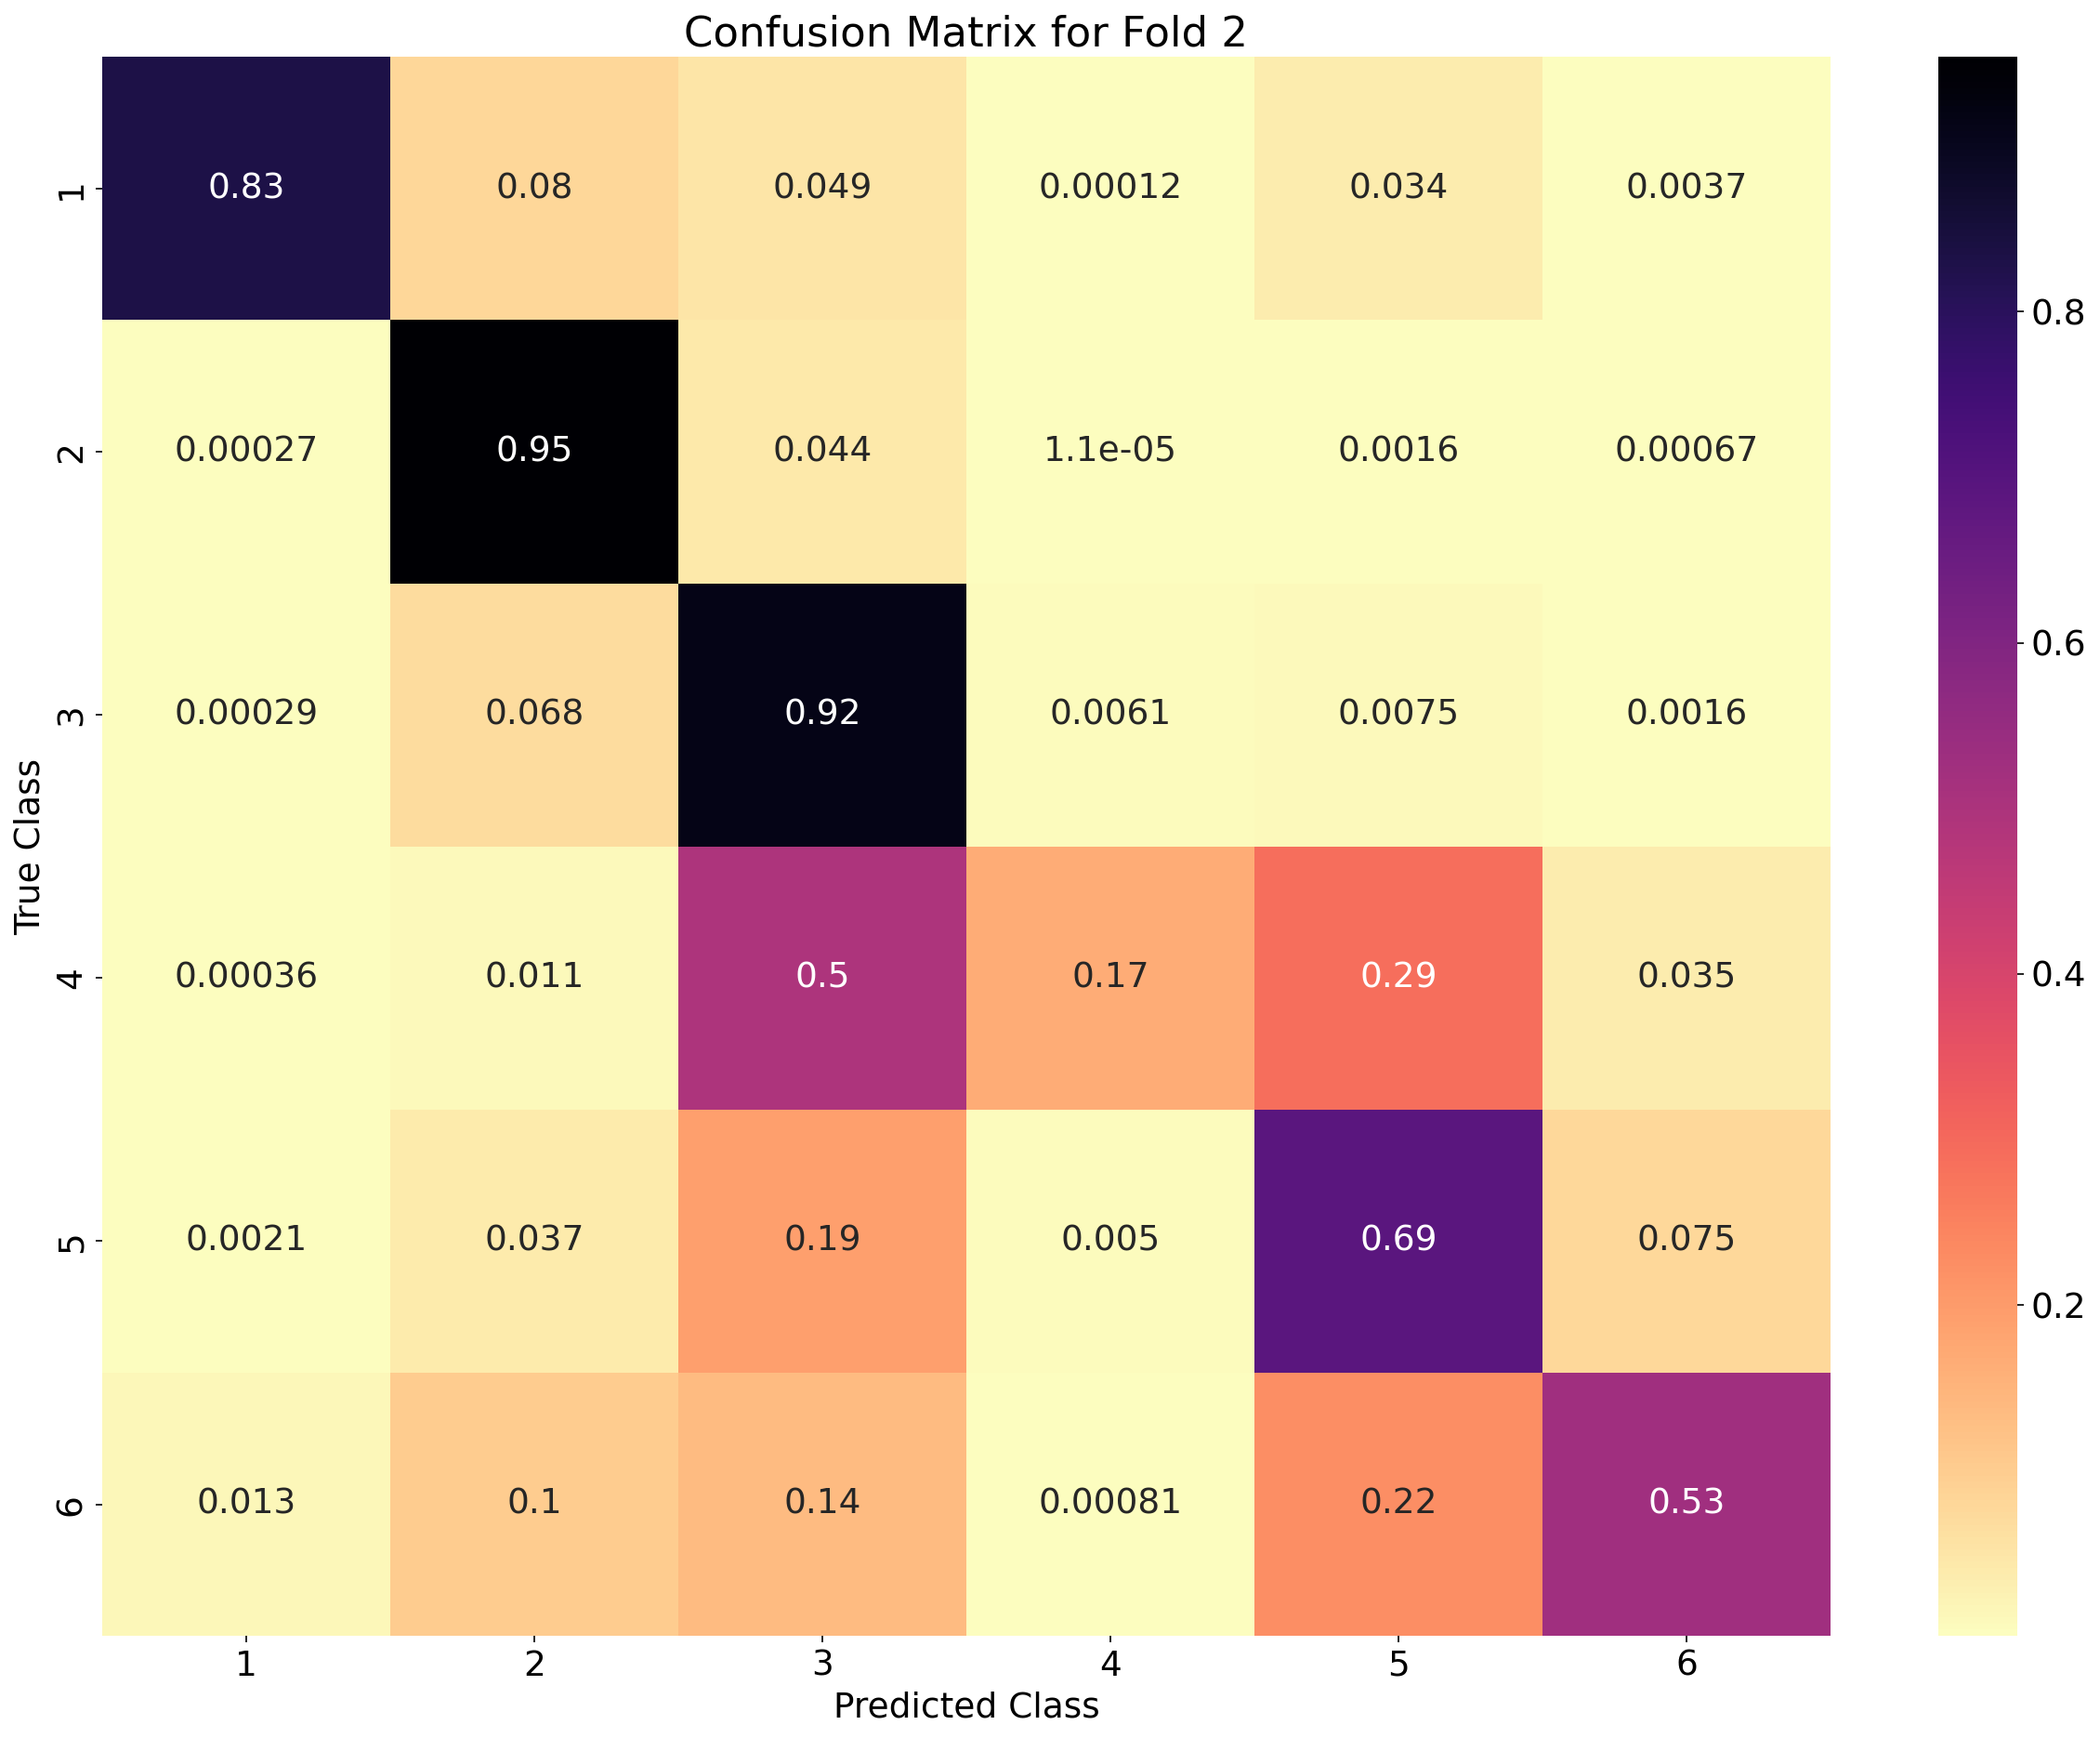 Confusion Matrix for Fold 2
1 0.83 0.08 0.049 0.00012 0.034 0.0037
2 0.00027 0.95 0.044 1.1e-05 0.0016 0.00067
3 0.00029 0.068 0.92 0.0061 0.0075 0.0016
4 0.00036 0.011 0.5 0.17 0.29 0.035
5 0.0021 0.037 0.19 0.005 0.69 0.075
6 0.013 0.1 0.14 0.00081 0.22 0.53
1 2 3 4 5 6
Predicted Class
True Class
0.8
0.6
0.4
0.2